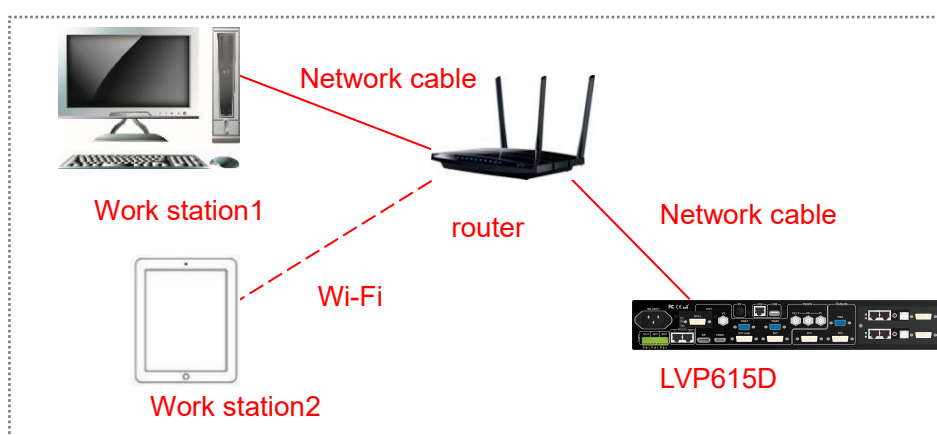 Network cable
Work station1
router
Network cable
Wi-Fi
LVP615D
Work station2